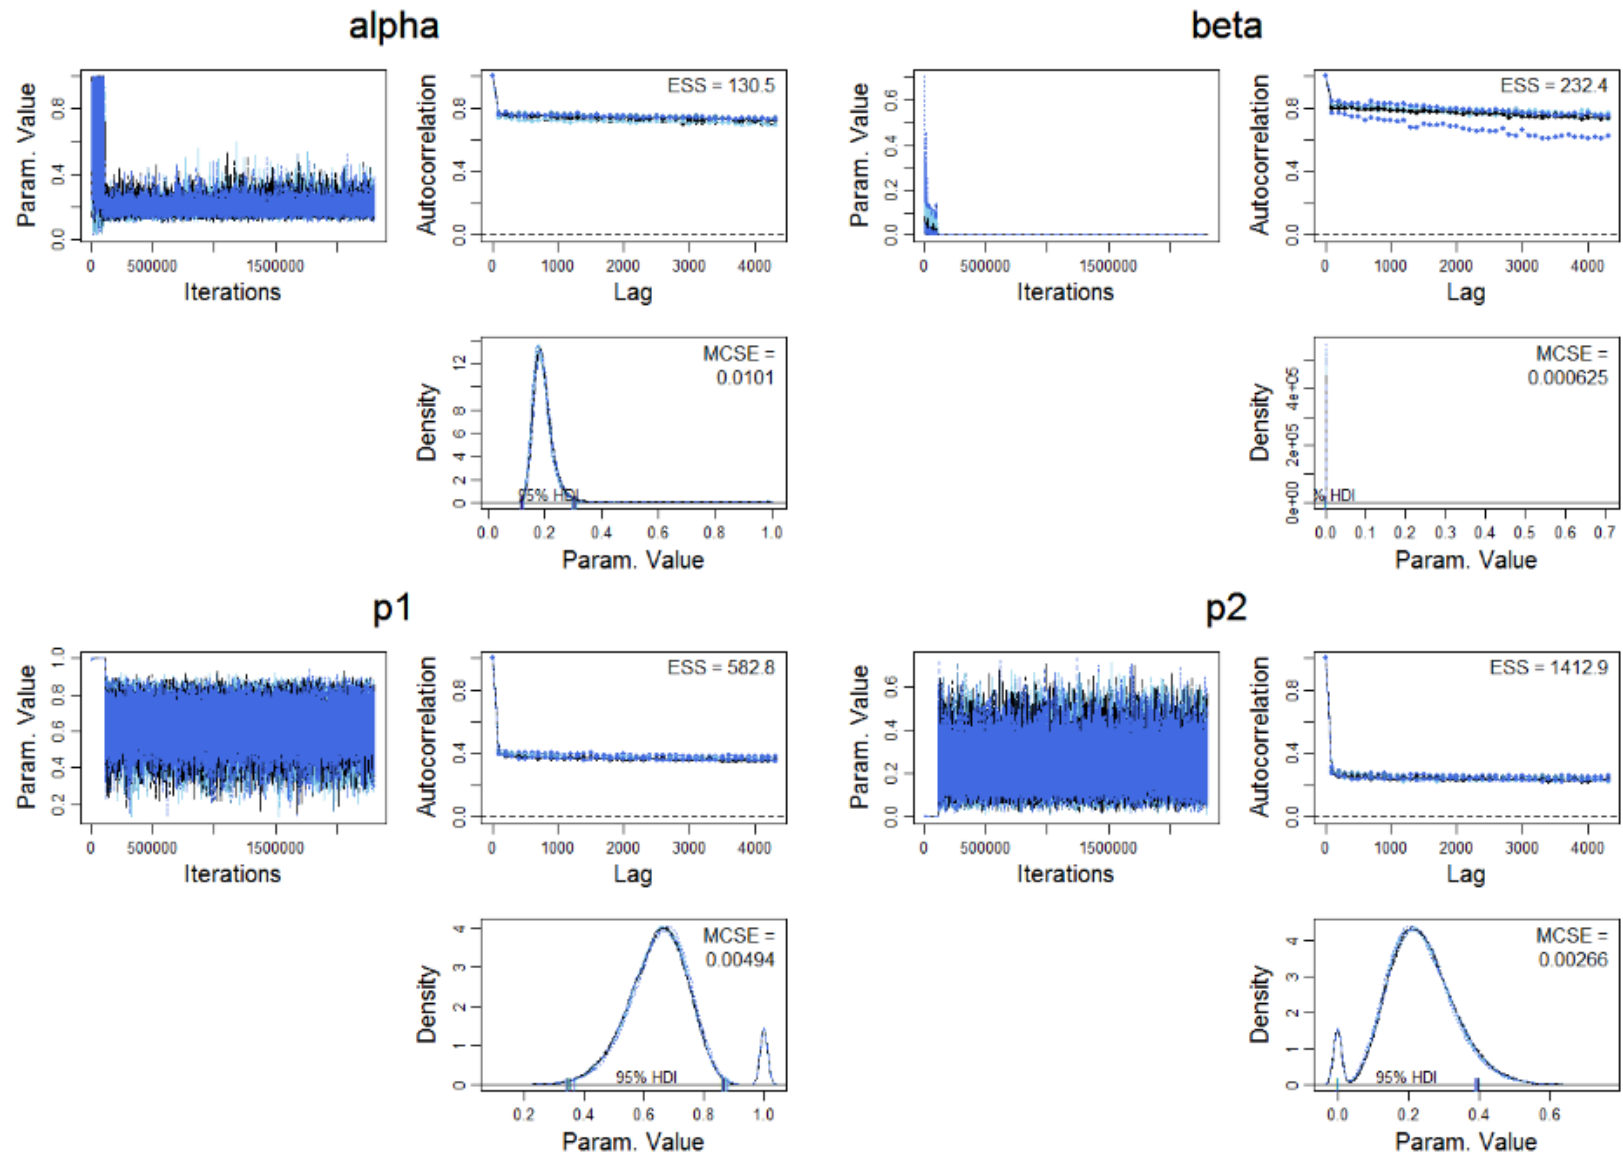 alpha
beta
Param. Value
0.0 0.4 0.8
0 500000 1500000
Iterations
Autocorrelation
0.0 0.4 0.8
ESS = 130.5
0 1000 2000 3000 4000
Lag
Param. Value
0.0 0.2 0.4 0.6
0 500000 1500000
Iterations
Autocorrelation
0.0 0.4 0.8
ESS = 232.4
0 1000 2000 3000 4000
Lag
Density
0 2 4 6 8 12
MCSE =
0.0101
95% HDI
0.0 0.2 0.4 0.6 0.8 1.0
Param. Value
Density
0e+00 2e+05 4e+05
MCSE =
0.000625
% HDI
0.0 0.1 0.2 0.3 0.4 0.5 0.6 0.7
Param. Value
p1
p2
Param. Value
0.2 0.4 0.6 0.8 1.0
0 500000 1500000
Iterations
Autocorrelation
0.0 0.4 0.8
ESS = 582.8
0 1000 2000 3000 4000
Lag
Param. Value
0.0 0.2 0.4 0.6
0 500000 1500000
Iterations
Autocorrelation
0.0 0.4 0.8
ESS = 1412.9
0 1000 2000 3000 4000
Lag
Density
0 1 2 3 4
MCSE =
0.00494
95% HDI
0.2 0.4 0.6 0.8 1.0
Param. Value
Density
0 1 2 3 4
MCSE =
0.00266
95% HDI
0.0 0.2 0.4 0.6
Param. Value